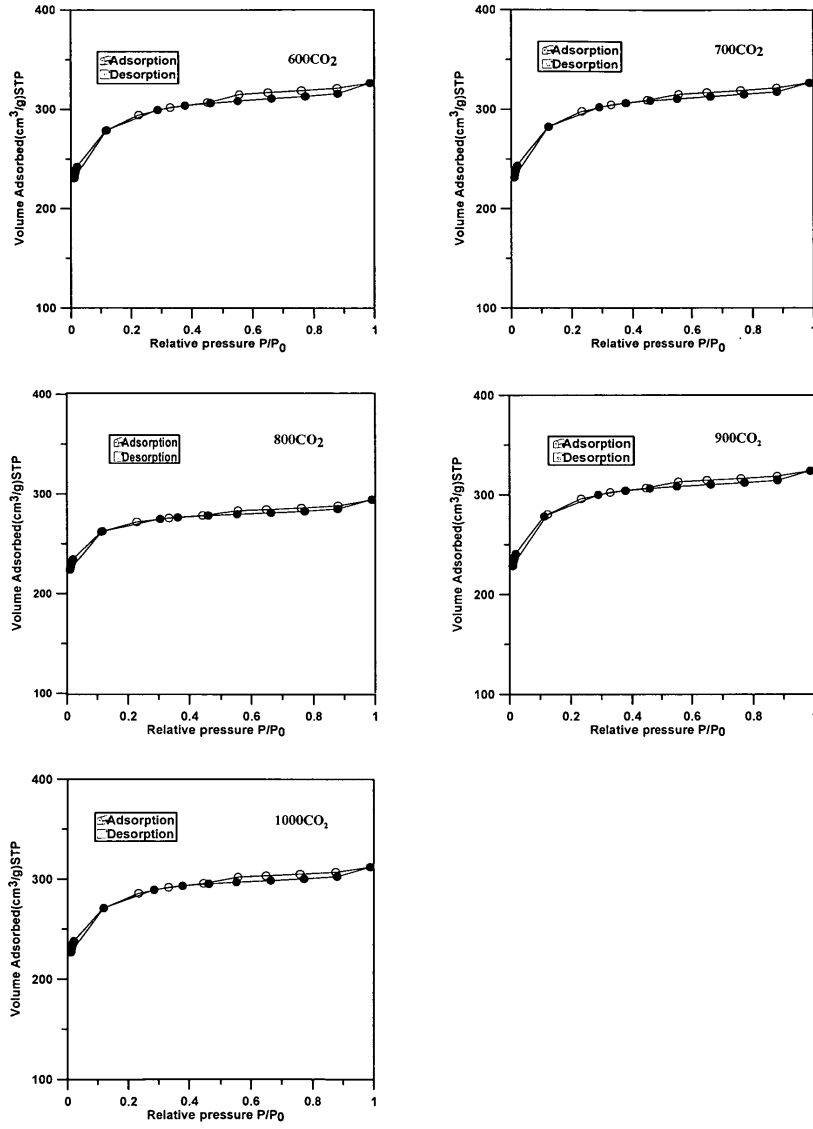 400
300
200
100
Volume Adsorbed(cm³/g)STP
Adsorption
Desorption
600CO₂
0
0.2
0.4
0.6
0.8
1
Relative pressure P/P₀
400
300
200
100
Volume Adsorbed(cm³/g)STP
Adsorption
Desorption
700CO₂
0
0.2
0.4
0.6
0.8
1
Relative pressure P/P₀
400
300
200
100
Volume Adsorbed(cm³/g)STP
Adsorption
Desorption
800CO₂
0
0.2
0.4
0.6
0.8
1
Relative pressure P/P₀
400
300
200
100
Volume Adsorbed(cm³/g)STP
Adsorption
Desorption
900CO₂
0
0.2
0.4
0.6
0.8
1
Relative pressure P/P₀
400
300
200
100
Volume Adsorbed(cm³/g)STP
Adsorption
Desorption
1000CO₂
0
0.2
0.4
0.6
0.8
1
Relative pressure P/P₀